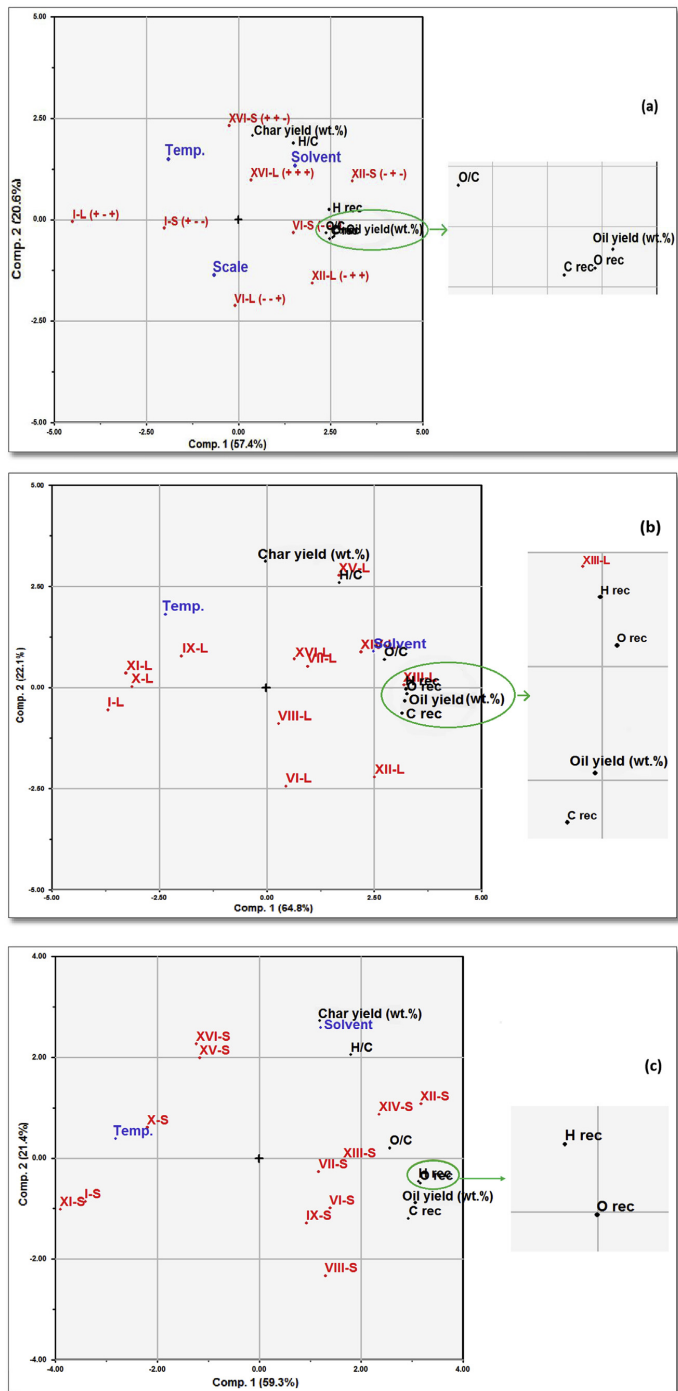 5.00
(a)
XVI-S (+ + -)
2.50
Char yield (wt.%)
H/C
Temp.
Solvent
XVI-L (+ + +)
XII-S (- + -)
O/C
H rec
I-L (+ - +)
I-S (+ - -)
O/C
0.00
VI-S (-
Oil yield(wt.%)
Oil yield (wt.%)
O rec
C rec
Scale
XII-L (- + +)
VI-L (- - +)
-2.50
-5.00
-5.00
-2.50
0.00
2.50
5.00
Comp. 1 (57.4%)
Comp. 2 (20.6%)
5.00
(b)
Char yield (wt.%)
XV-L
H/C
2.50
XIII-L
H rec
Temp.
O rec
IX-L
XVI-L
VII-L
Solvent
O/C
XI-L
X-L
XIII-L
H rec
O rec
0.00
I-L
Oil yield (wt.%)
C rec
VIII-L
Oil yield (wt.%)
XII-L
VI-L
C rec
-2.50
-5.00
-5.00
-2.50
0.00
2.50
5.00
Comp. 1 (64.8%)
Comp. 2 (22.1%)
4.00
Char yield (wt.%)
Solvent
XVI-S
XV-S
H/C
2.00
(c)
XII-S
XIV-S
X-S
Temp.
O/C
H rec
XIII-S
0.00
VII-S
H rec
O rec
XI-S
I-S
VI-S
Oil yield (wt.%)
O rec
IX-S
C rec
VIII-S
-2.00
-4.00
-4.00
-2.00
0.00
2.00
4.00
Comp. 1 (59.3%)
Comp. 2 (21.4%)